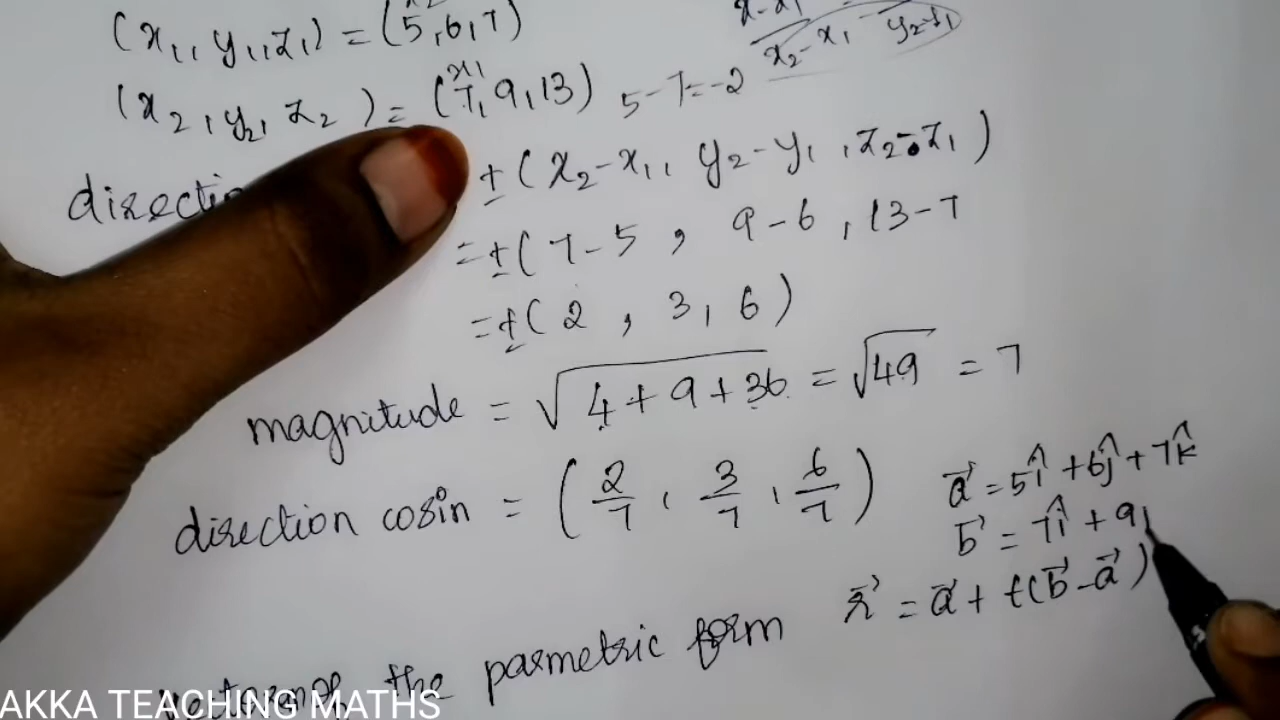 (x₁, y₁, z₁) = (5, 6, 7)
x - x₁
x₂ - x₁ y₂ - y₁
x₁
(x₂, y₂, z₂) = (7, 9, 13) 5-7=-2
± (x₂-x₁, y₂-y₁, z₂-z₁)
= ± (7-5, 9-6, 13-7
= ± (2, 3, 6)
magnitude = √4+9+36 = √49 = 7
direction cosin = (2/7, 3/7, 6/7)
a⃗ = 5î + 6ĵ + 7k̂
b⃗ = 7î + 9j
r⃗ = a⃗ + t(b⃗ - a⃗)
the parmetric form
AKKA TEACHING MATHS